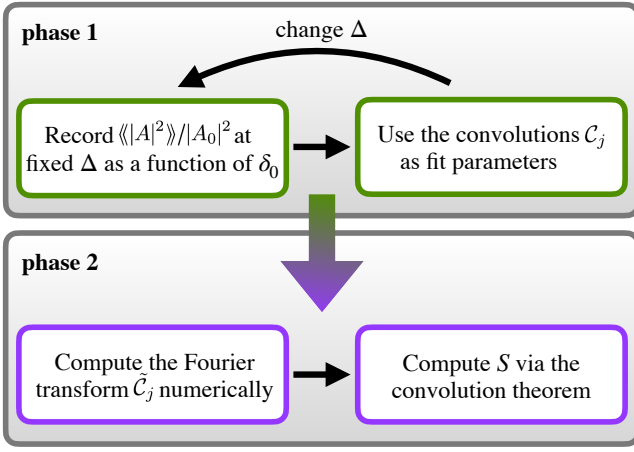 phase 1
change Δ
Record ⟪|A|²⟫/|A₀|² at
fixed Δ as a function of δ₀
Use the convolutions 𝒞ⱼ
as fit parameters
phase 2
Compute the Fourier
transform 𝒞̃ⱼ numerically
Compute S via the
convolution theorem